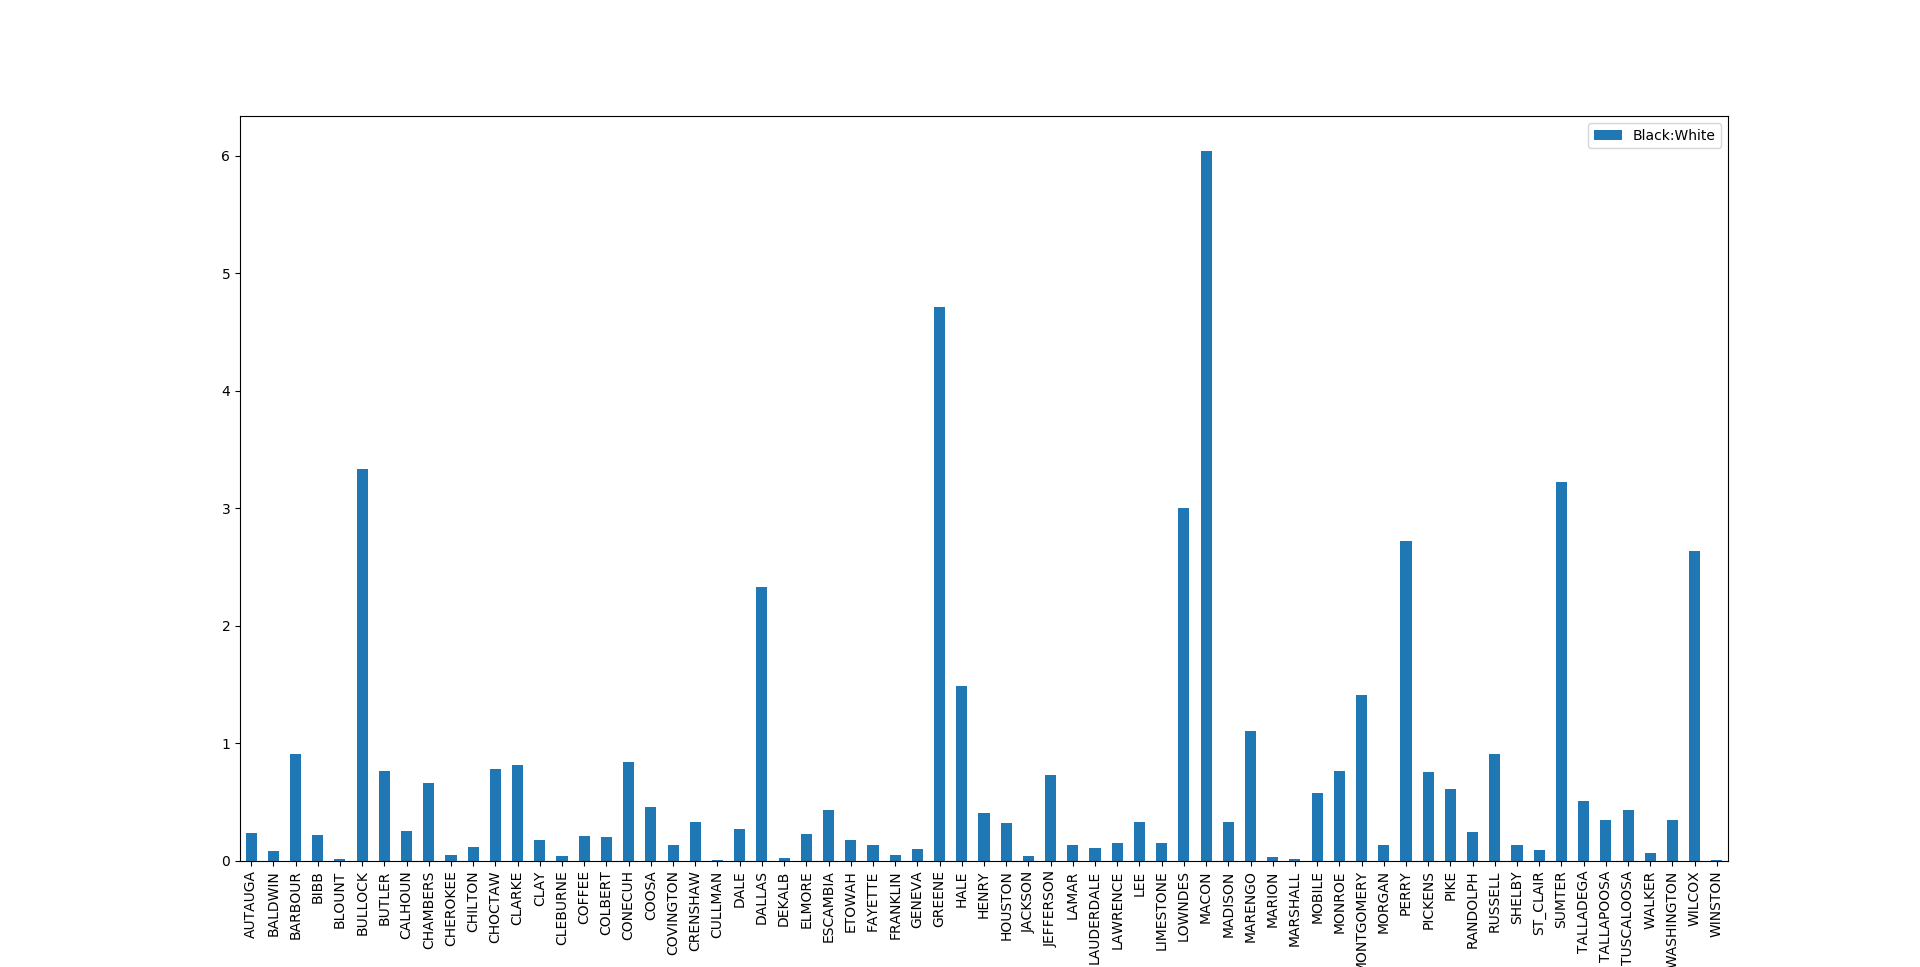 Black:White
6
5
4
3
2
1
0
AUTAUGA
BALDWIN
BARBOUR
BIBB
BLOUNT
BULLOCK
BUTLER
CALHOUN
CHAMBERS
CHEROKEE
CHILTON
CHOCTAW
CLARKE
CLAY
CLEBURNE
COFFEE
COLBERT
CONECUH
COOSA
COVINGTON
CRENSHAW
CULLMAN
DALE
DALLAS
DEKALB
ELMORE
ESCAMBIA
ETOWAH
FAYETTE
FRANKLIN
GENEVA
GREENE
HALE
HENRY
HOUSTON
JACKSON
JEFFERSON
LAMAR
LAUDERDALE
LAWRENCE
LEE
LIMESTONE
LOWNDES
MACON
MADISON
MARENGO
MARION
MARSHALL
MOBILE
MONROE
MONTGOMERY
MORGAN
PERRY
PICKENS
PIKE
RANDOLPH
RUSSELL
SHELBY
ST_CLAIR
SUMTER
TALLADEGA
TALLAPOOSA
TUSCALOOSA
WALKER
WASHINGTON
WILCOX
WINSTON